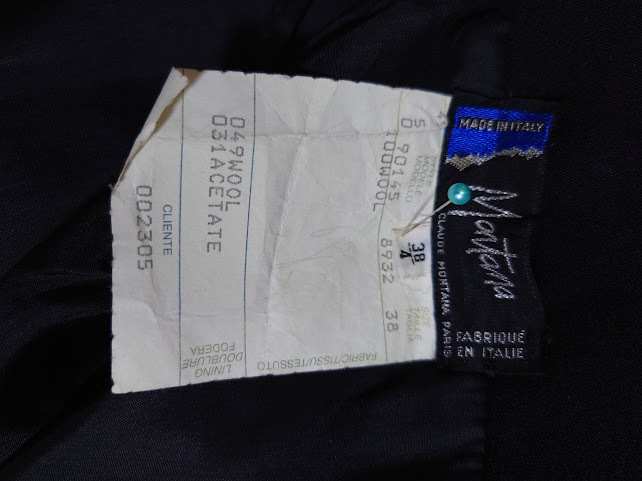 MADE IN ITALY
Montana
CLAUDE MONTANA PARIS
FABRIQUÉ
EN ITALIE
38
4
STYLE
MODELE
MODELLO
SIZE
TAILLE
TAGLIA
D 90145 8932 38
100WOOL
FABRIC/TISSU/TESSUTO
049WOOL
031ACETATE
LINING
DOUBLURE
FODERA
CLIENTE
002305